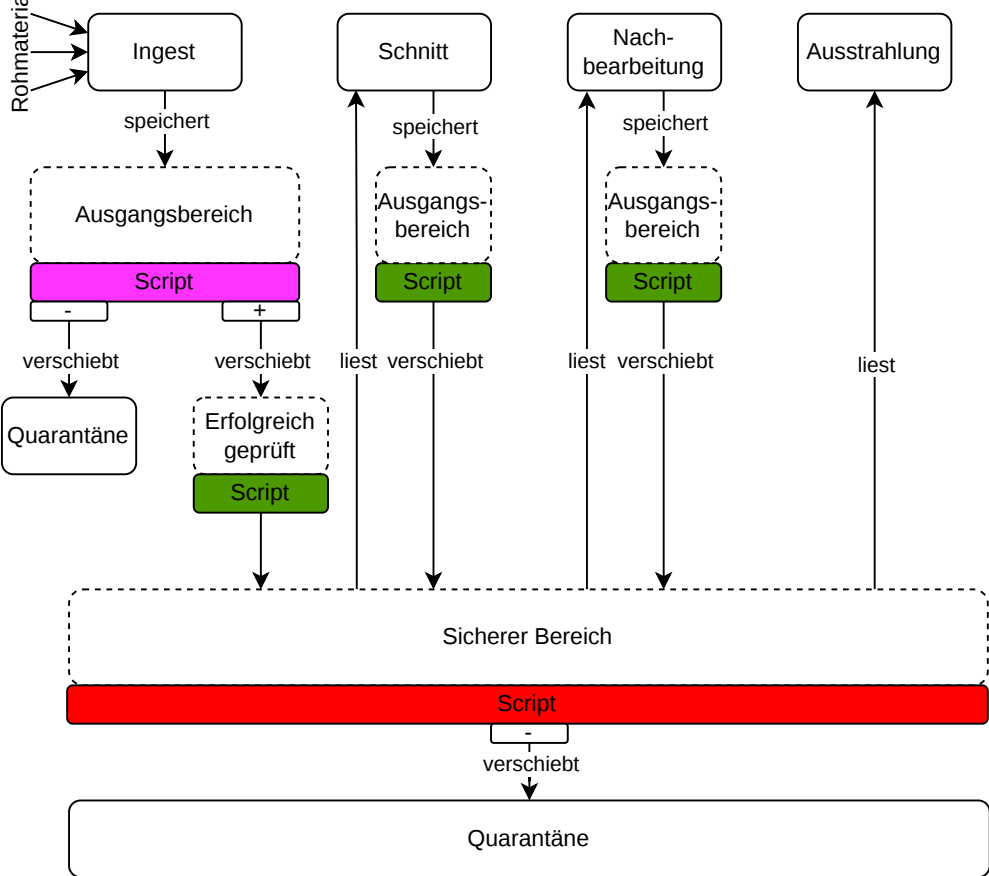 Rohmaterial
Ingest
Schnitt
Nach-
bearbeitung
Ausstrahlung
speichert
speichert
speichert
Ausgangsbereich
Ausgangs-
bereich
Ausgangs-
bereich
Script
Script
Script
-
+
verschiebt
verschiebt
liest
verschiebt
liest
verschiebt
liest
Quarantäne
Erfolgreich
geprüft
Script
Sicherer Bereich
Script
-
verschiebt
Quarantäne